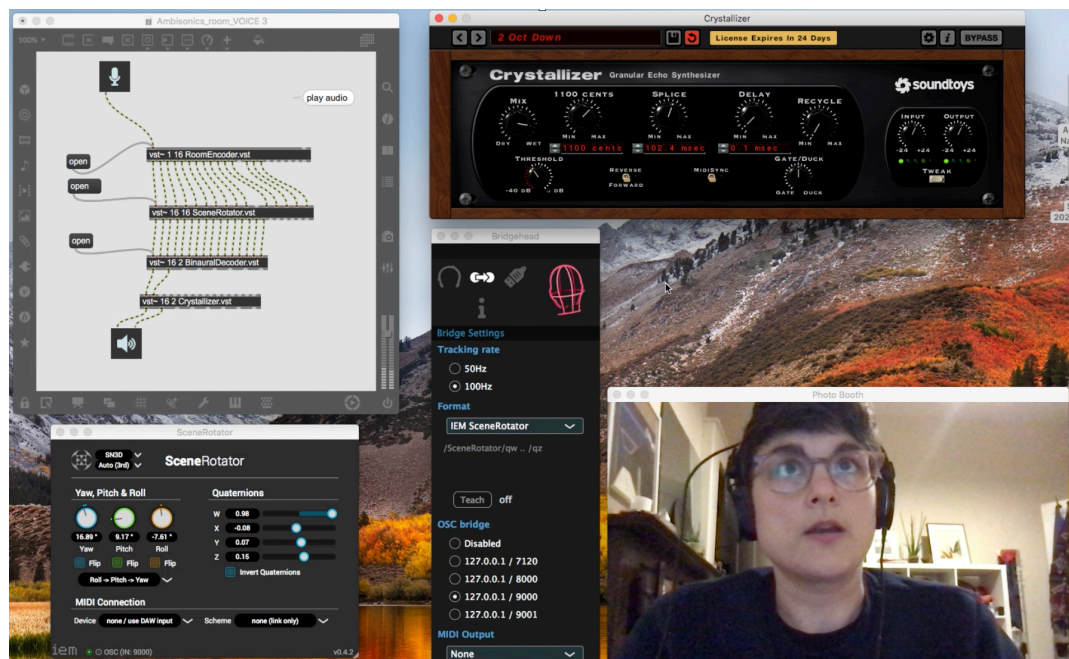 Ambisonics_room_VOICE 3
100%
play audio
vst~ 1 16 RoomEncoder.vst
open
open
vst~ 16 16 SceneRotator.vst
open
vst~ 16 2 BinauralDecoder.vst
vst~ 16 2 Crystallizer.vst
Crystallizer
2 Oct Down
License Expires In 24 Days
BYPASS
Crystallizer Granular Echo Synthesizer
soundtoys
MIX
1100 CENTS
SPLICE
DELAY
RECYCLE
INPUT
OUTPUT
DRY WET
MIN MAX
MIN MAX
MIN MAX
MIN MAX
-24 +24
-24 +24
1100 cents
102.4 msec
0.1 msec
THRESHOLD
REVERSE
FORWARD
MIDISYNC
GATE/DUCK
TWEAK
-40 DB 0 DB
GATE DUCK
Bridgehead
Bridge Settings
Tracking rate
50Hz
100Hz
Format
IEM SceneRotator
/SceneRotator/qw .. /qz
Teach off
OSC bridge
Disabled
127.0.0.1 / 7120
127.0.0.1 / 8000
127.0.0.1 / 9000
127.0.0.1 / 9001
MIDI Output
None
SceneRotator
SN3D
Auto (3rd)
SceneRotator
Yaw, Pitch & Roll
Quaternions
W 0.98
X -0.08
Y 0.07
Z 0.15
16.89° 9.17° -7.61°
Yaw Pitch Roll
Flip Flip Flip
Invert Quaternions
Roll -> Pitch -> Yaw
MIDI Connection
Device none / use DAW input Scheme none (link only)
iem OSC (IN: 9000) v0.4.2
Photo Booth